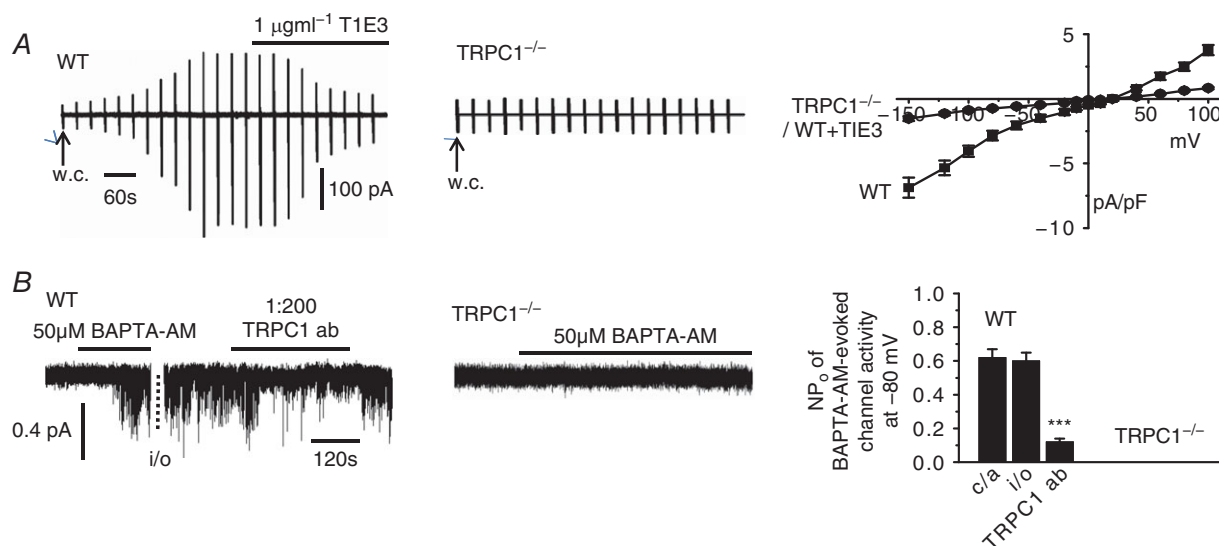 A
WT
1 µgml⁻¹ T1E3
w.c.
60s
100 pA
TRPC1⁻/⁻
w.c.
5
TRPC1⁻/⁻
/ WT+TIE3
−150
−100
−50
50
100
mV
−5
WT
pA/pF
−10
B
WT
50µM BAPTA-AM
1:200
TRPC1 ab
0.4 pA
i/o
120s
TRPC1⁻/⁻
50µM BAPTA-AM
NPₒ of
BAPTA-AM-evoked
channel activity
at −80 mV
1.0
0.8
0.6
0.4
0.2
0.0
WT
***
TRPC1⁻/⁻
c/a
i/o
TRPC1 ab